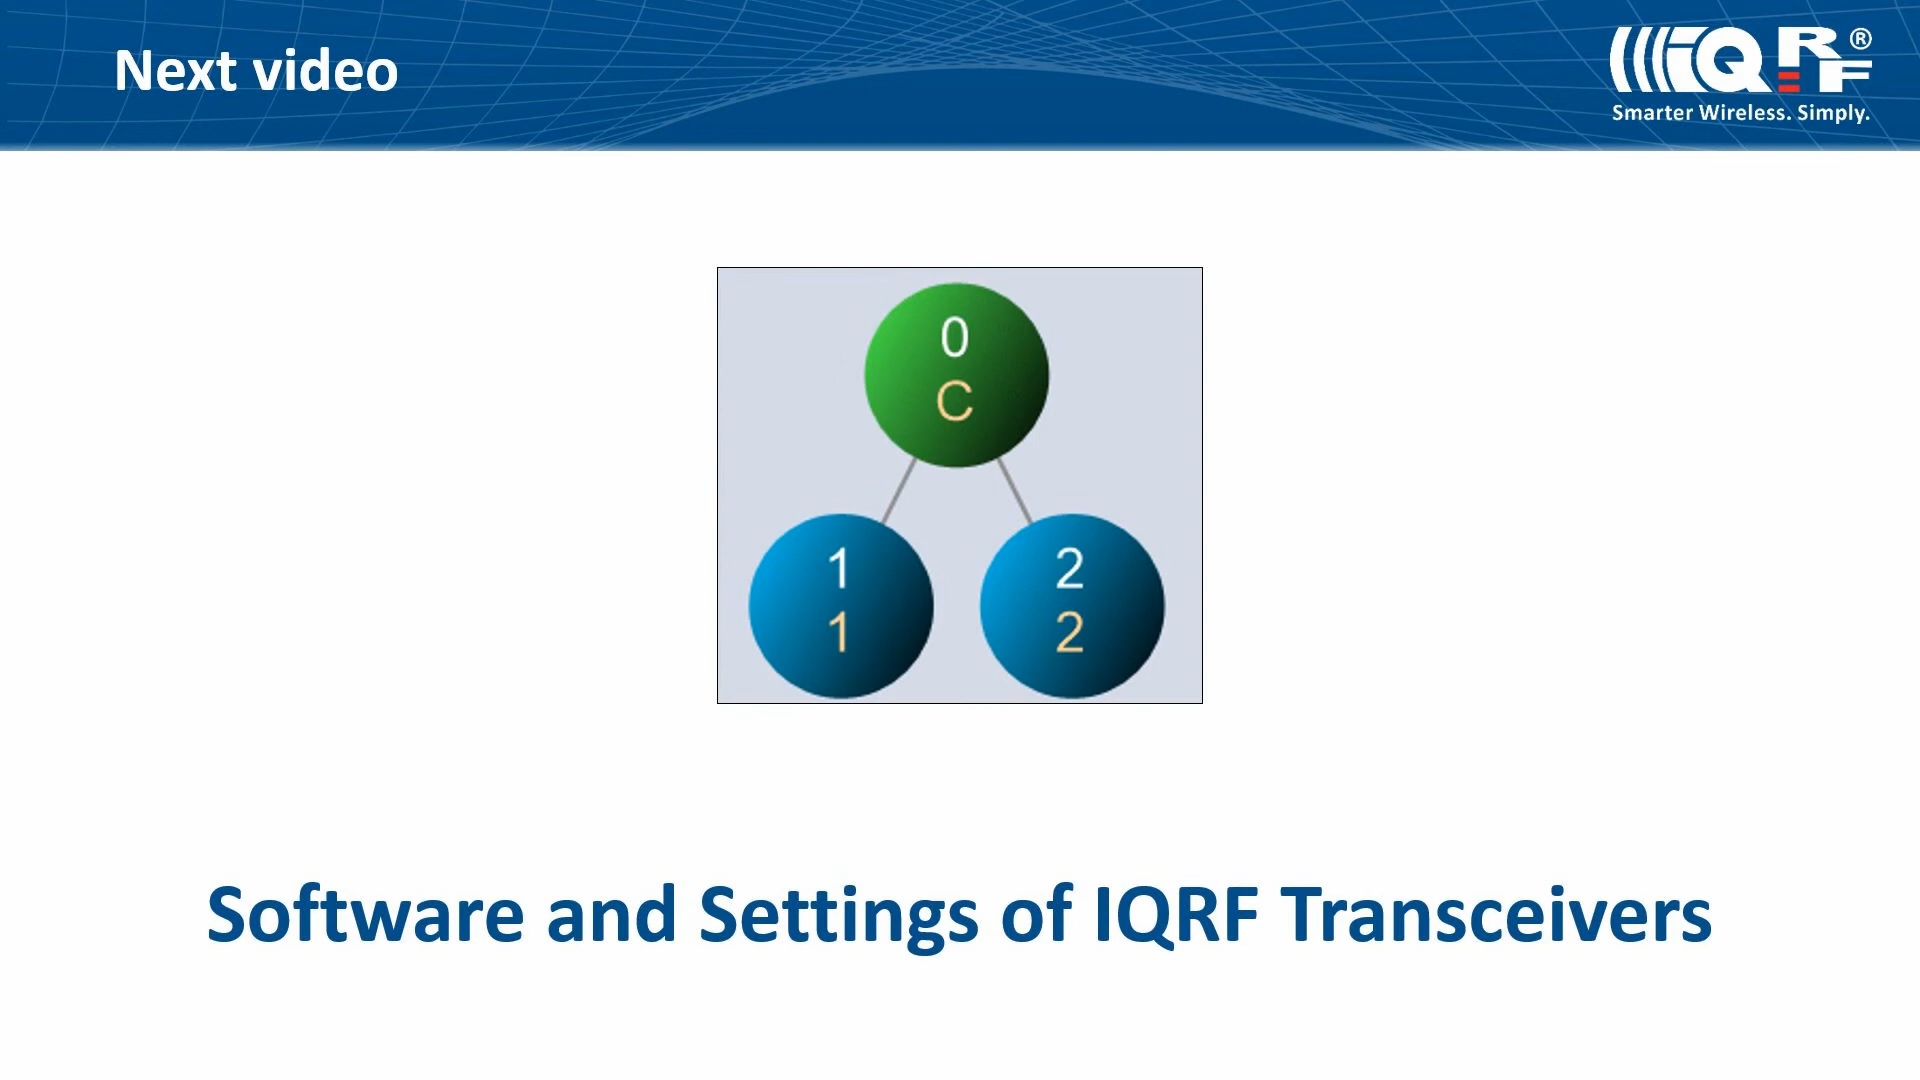 Next video
IQRF®
Smarter Wireless. Simply.
0
C
1
1
2
2
Software and Settings of IQRF Transceivers